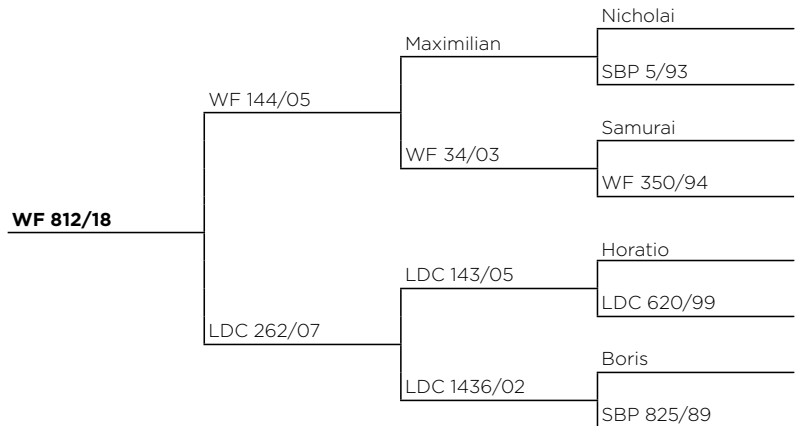 Nicholai
Maximilian
SBP 5/93
WF 144/05
Samurai
WF 34/03
WF 350/94
WF 812/18
Horatio
LDC 143/05
LDC 620/99
LDC 262/07
Boris
LDC 1436/02
SBP 825/89